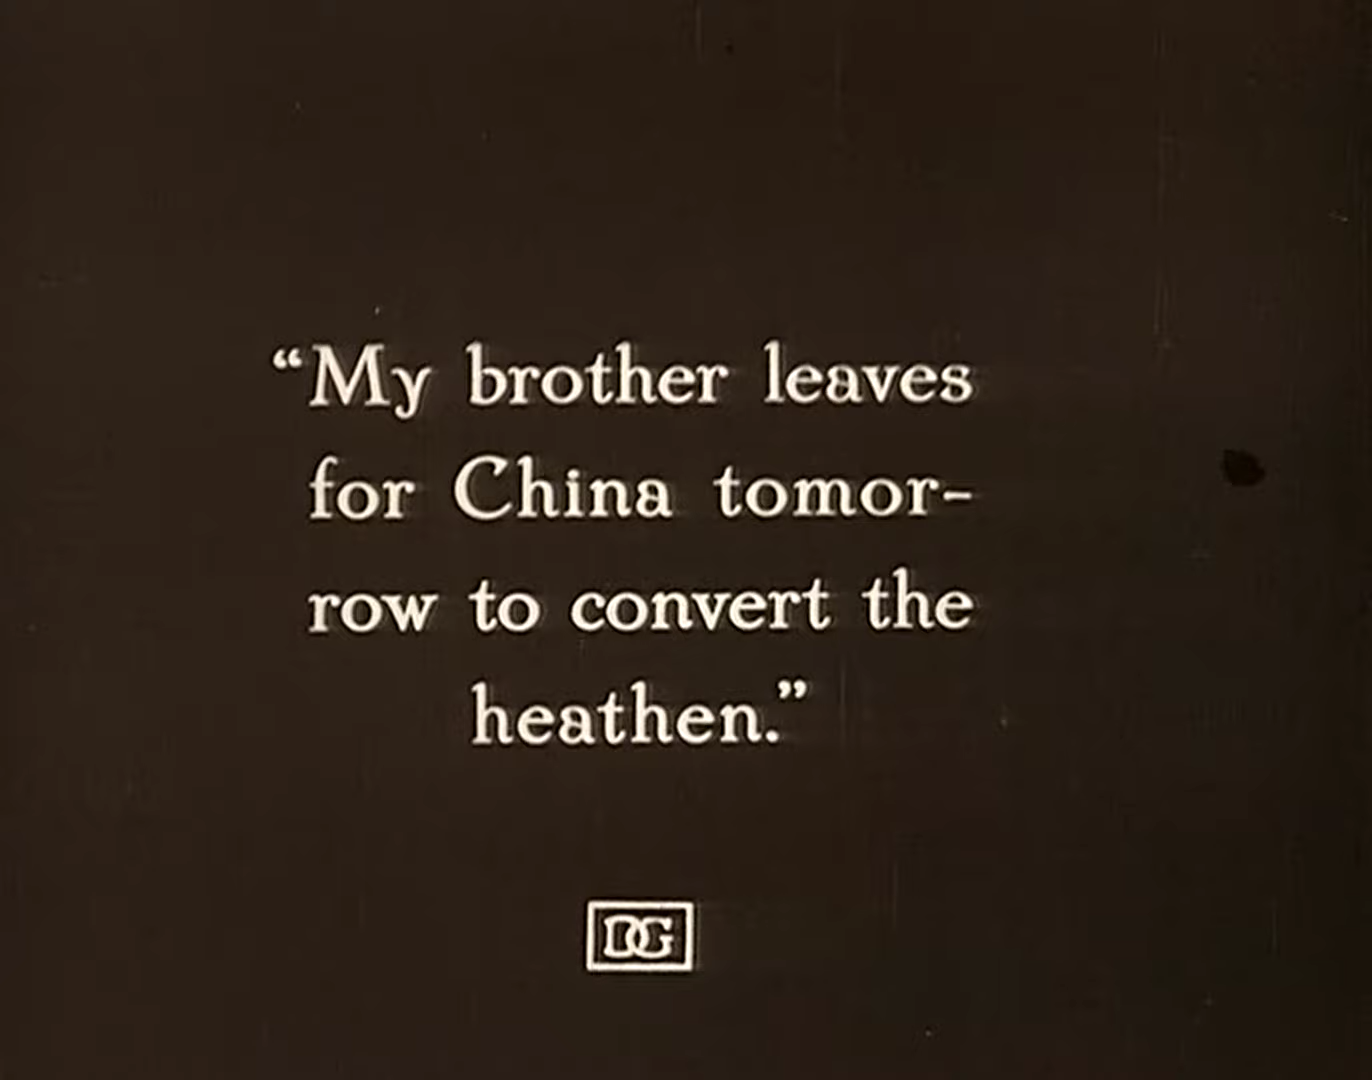 “My brother leaves
for China tomor-
row to convert the
heathen.”
DG